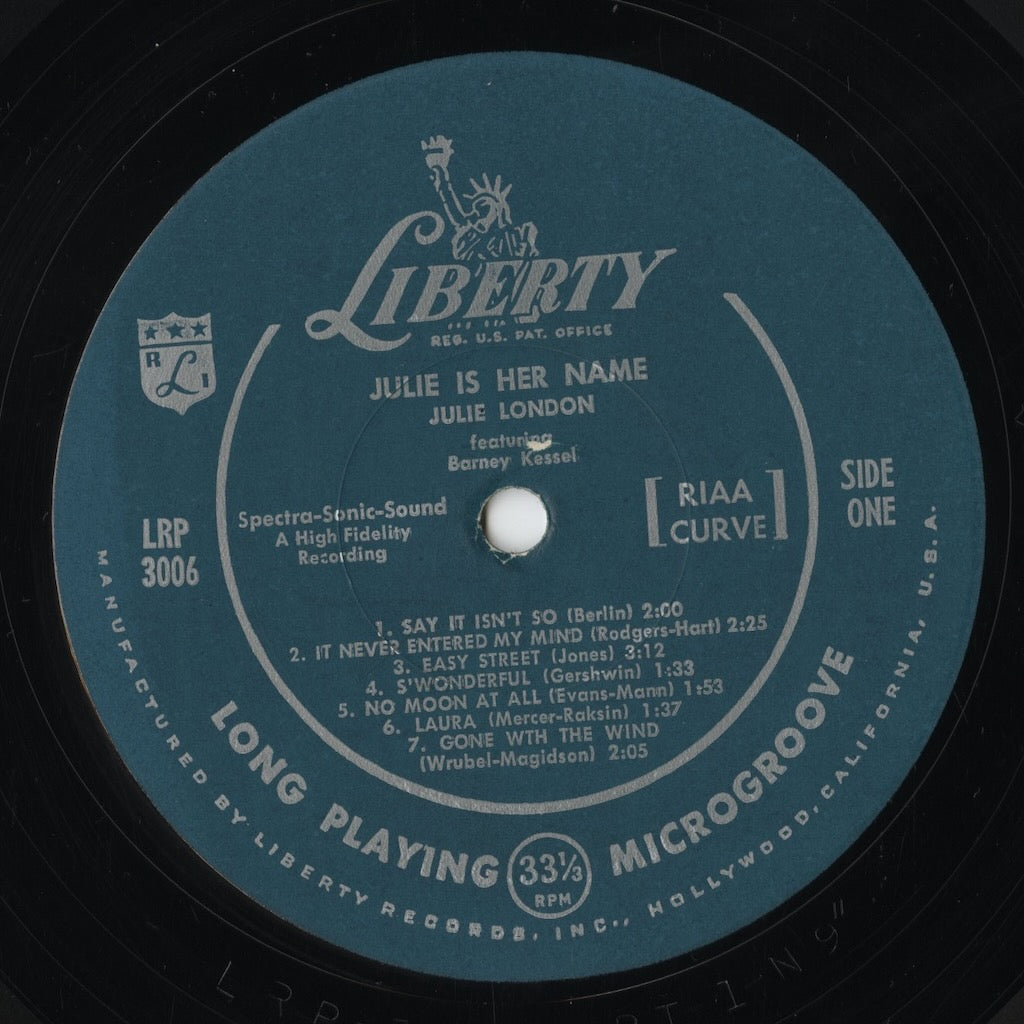 LIBERTY
REG. U.S. PAT. OFFICE
R L I
JULIE IS HER NAME
JULIE LONDON
featuring
Barney Kessel
LRP
3006
Spectra-Sonic-Sound
A High Fidelity
Recording
[RIAA
CURVE]
SIDE
ONE
1. SAY IT ISN'T SO (Berlin) 2:00
2. IT NEVER ENTERED MY MIND (Rodgers-Hart) 2:25
3. EASY STREET (Jones) 3:12
4. S'WONDERFUL (Gershwin) 1:33
5. NO MOON AT ALL (Evans-Mann) 1:53
6. LAURA (Mercer-Raksin) 1:37
7. GONE WTH THE WIND
(Wrubel-Magidson) 2:05
LONG PLAYING 33⅓ RPM MICROGROOVE
MANUFACTURED BY LIBERTY RECORDS, INC., HOLLYWOOD, CALIFORNIA, U.S.A.
LRP